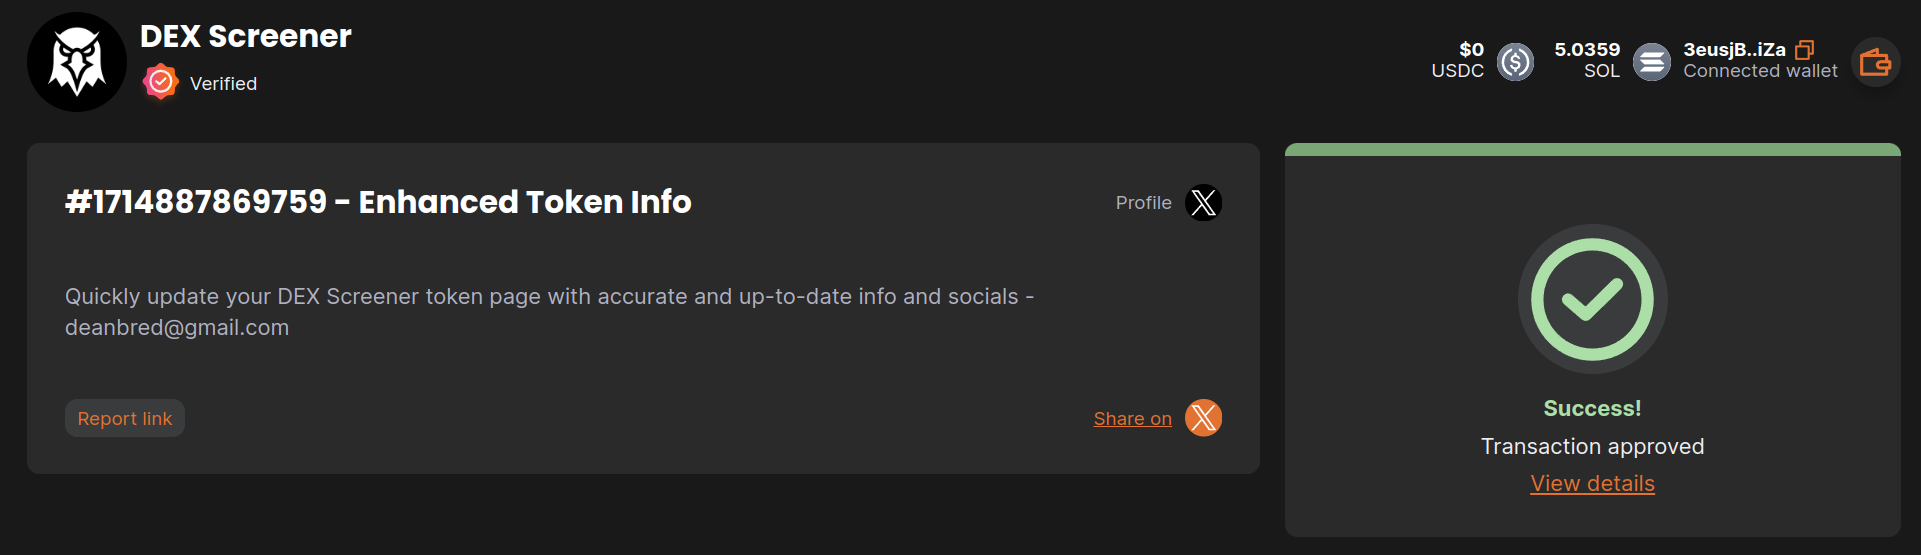 DEX Screener
Verified
$0
USDC
5.0359
SOL
3eusjB..iZa
Connected wallet
#1714887869759 - Enhanced Token Info
Profile
Quickly update your DEX Screener token page with accurate and up-to-date info and socials -
deanbred@gmail.com
Report link
Share on
Success!
Transaction approved
View details